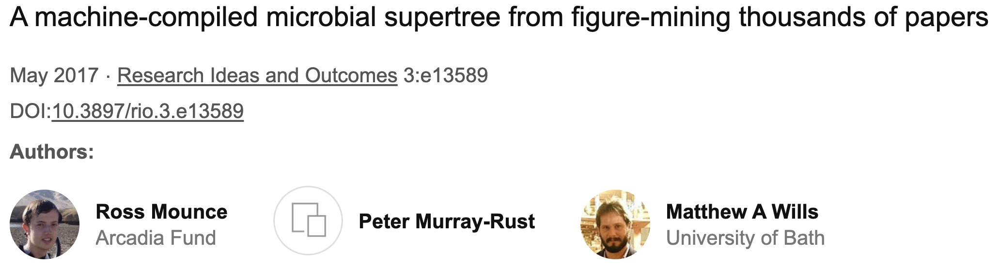 A machine-compiled microbial supertree from figure-mining thousands of papers
May 2017 · Research Ideas and Outcomes 3:e13589
DOI:10.3897/rio.3.e13589
Authors:
Ross Mounce
Arcadia Fund
Peter Murray-Rust
Matthew A Wills
University of Bath